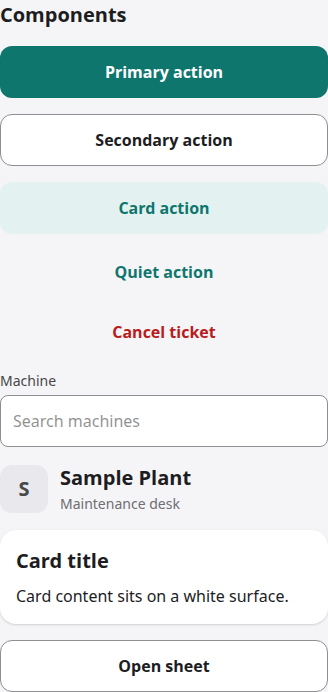 Components
Primary action
Secondary action
Card action
Quiet action
Cancel ticket
Machine
Search machines
S
Sample Plant
Maintenance desk
Card title
Card content sits on a white surface.
Open sheet